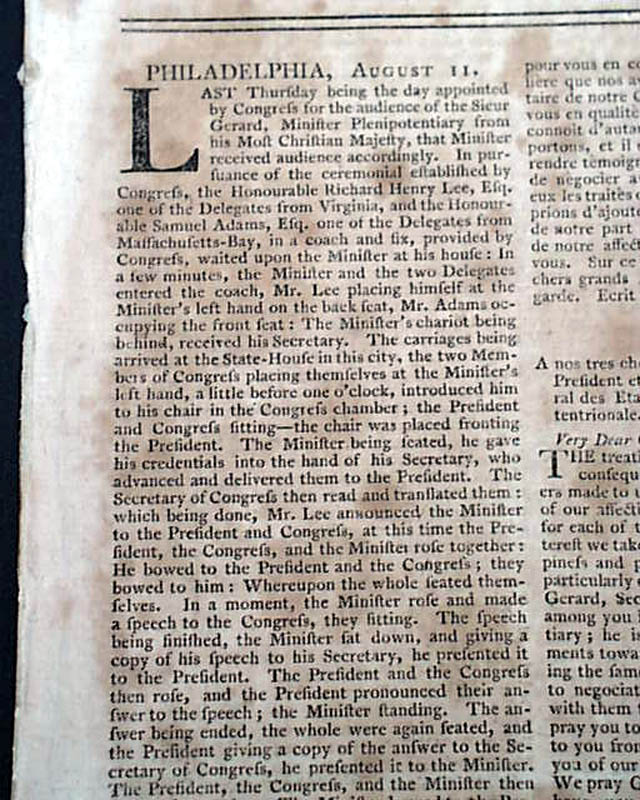 PHILADELPHIA, August 11.
LAST Thurſday being the day appointed
by Congreſs for the audience of the Sieur
Gerard, Miniſter Plenipotentiary from
his Moſt Chriſtian Majeſty, that Miniſter
received audience accordingly. In pur-
ſuance of the ceremonial eſtabliſhed by
Congreſs, the Honourable Richard Henry Lee, Eſq.
one of the Delegates from Virginia, and the Honour-
able Samuel Adams, Eſq. one of the Delegates from
Maſſachuſetts-Bay, in a coach and ſix, provided by
Congreſs, waited upon the Miniſter at his houſe: In
a few minutes, the Miniſter and the two Delegates
entered the coach, Mr. Lee placing himſelf at the
Miniſter's left hand on the back ſeat, Mr. Adams oc-
cupying the front ſeat: The Miniſter's chariot being
behind, received his Secretary. The carriages being
arrived at the State-Houſe in this city, the two Mem-
bers of Congreſs placing themſelves at the Miniſter's
left hand, a little before one o'clock, introduced him
to his chair in the Congreſs chamber; the Preſident
and Congreſs ſitting—the chair was placed fronting
the Preſident. The Miniſter being ſeated, he gave
his credentials into the hand of his Secretary, who
advanced and delivered them to the Preſident. The
Secretary of Congreſs then read and tranſlated them:
which being done, Mr. Lee announced the Miniſter
to the Preſident and Congreſs, at this time the Pre-
ſident, the Congreſs, and the Miniſter roſe together:
He bowed to the Preſident and the Congreſs; they
bowed to him: Whereupon the whole ſeated them-
ſelves. In a moment, the Miniſter roſe and made
a ſpeech to the Congreſs, they ſitting. The ſpeech
being finiſhed, the Miniſter ſat down, and giving a
copy of his ſpeech to his Secretary, he preſented it
to the Preſident. The Preſident and the Congreſs
then roſe, and the Preſident pronounced their an-
ſwer to the ſpeech; the Miniſter ſtanding. The an-
ſwer being ended, the whole were again ſeated, and
the Preſident giving a copy of the anſwer to the Se-
cretary of Congreſs, he preſented it to the Miniſter.
The Preſident, the Congreſs, and the Miniſter then
pour vous en
liere que nos
taire de notre
vous en qualité
connoit d'
portons, et il
rendre temoig
de negocier a
eux les traités
prions d'ajout
de notre part
de notre affect
vous. Sur ce
chers grands
garde. Ecrit
A nos tres ch
Preſident et
ral des Eta
tentrionale.
Very Dear
THE treati
conſequ
ers made to
of our affecti
for each of t
tereſt we take
pineſs and p
particularly
Gerard, Sec
among you
tiary; he is
ments towar
ing the ſam
to negociat
with them
pray you to
to you from
you of our
We pray G